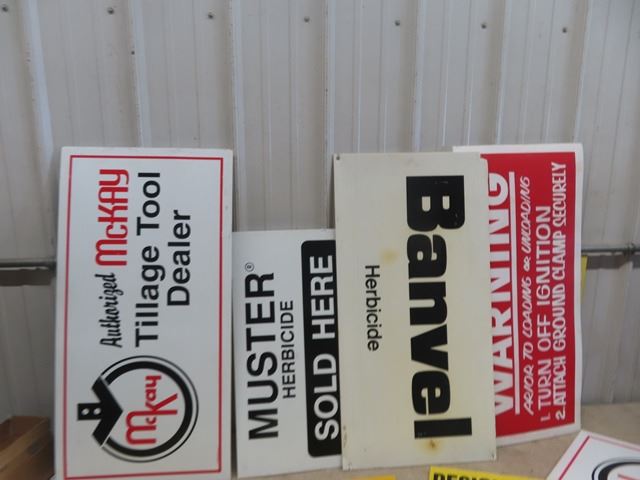 Authorized McKAY
Tillage Tool
Dealer
McKay
MUSTER®
HERBICIDE
SOLD HERE
Banvel
Herbicide
WARNING
PRIOR TO LOADING OR UNLOADING
1. TURN OFF IGNITION
2. ATTACH GROUND CLAMP SECURELY